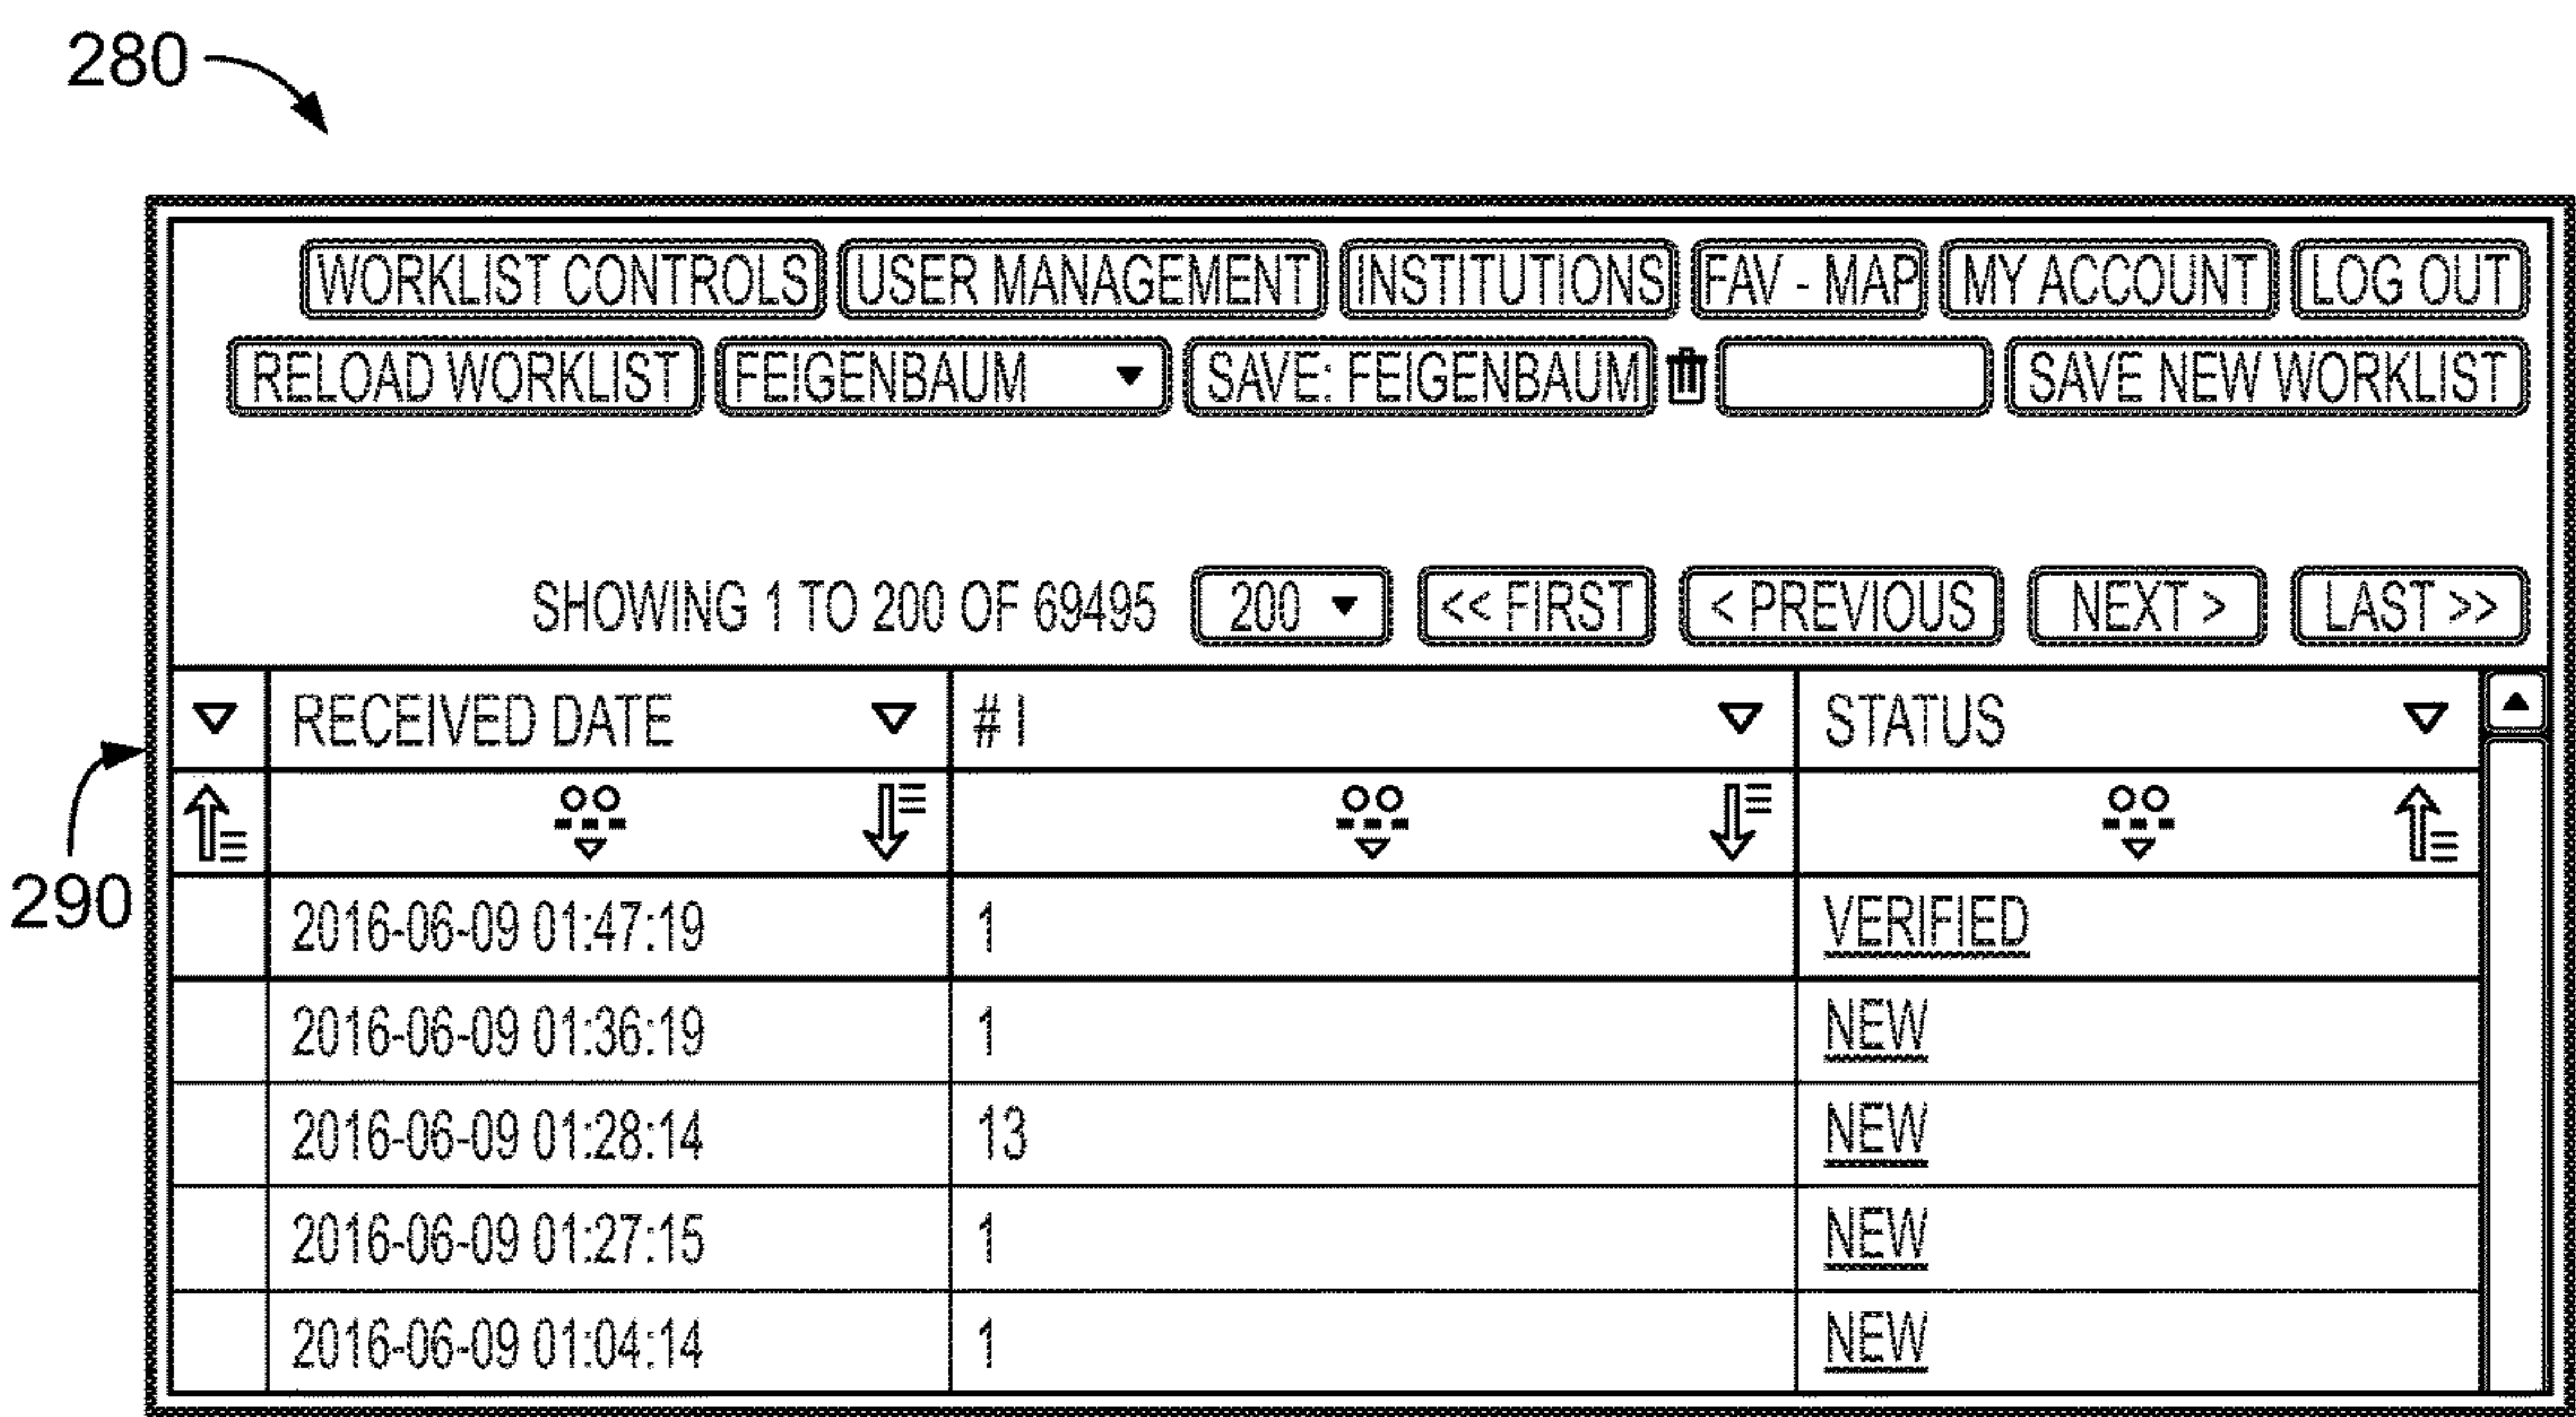 280
WORKLIST CONTROLS USER MANAGEMENT INSTITUTIONS FAV - MAP MY ACCOUNT LOG OUT
RELOAD WORKLIST FEIGENBAUM SAVE: FEIGENBAUM SAVE NEW WORKLIST
SHOWING 1 TO 200 OF 69495 200 << FIRST < PREVIOUS NEXT > LAST >>
RECEIVED DATE # I STATUS
290
2016-06-09 01:47:19 1 VERIFIED
2016-06-09 01:36:19 1 NEW
2016-06-09 01:28:14 13 NEW
2016-06-09 01:27:15 1 NEW
2016-06-09 01:04:14 1 NEW